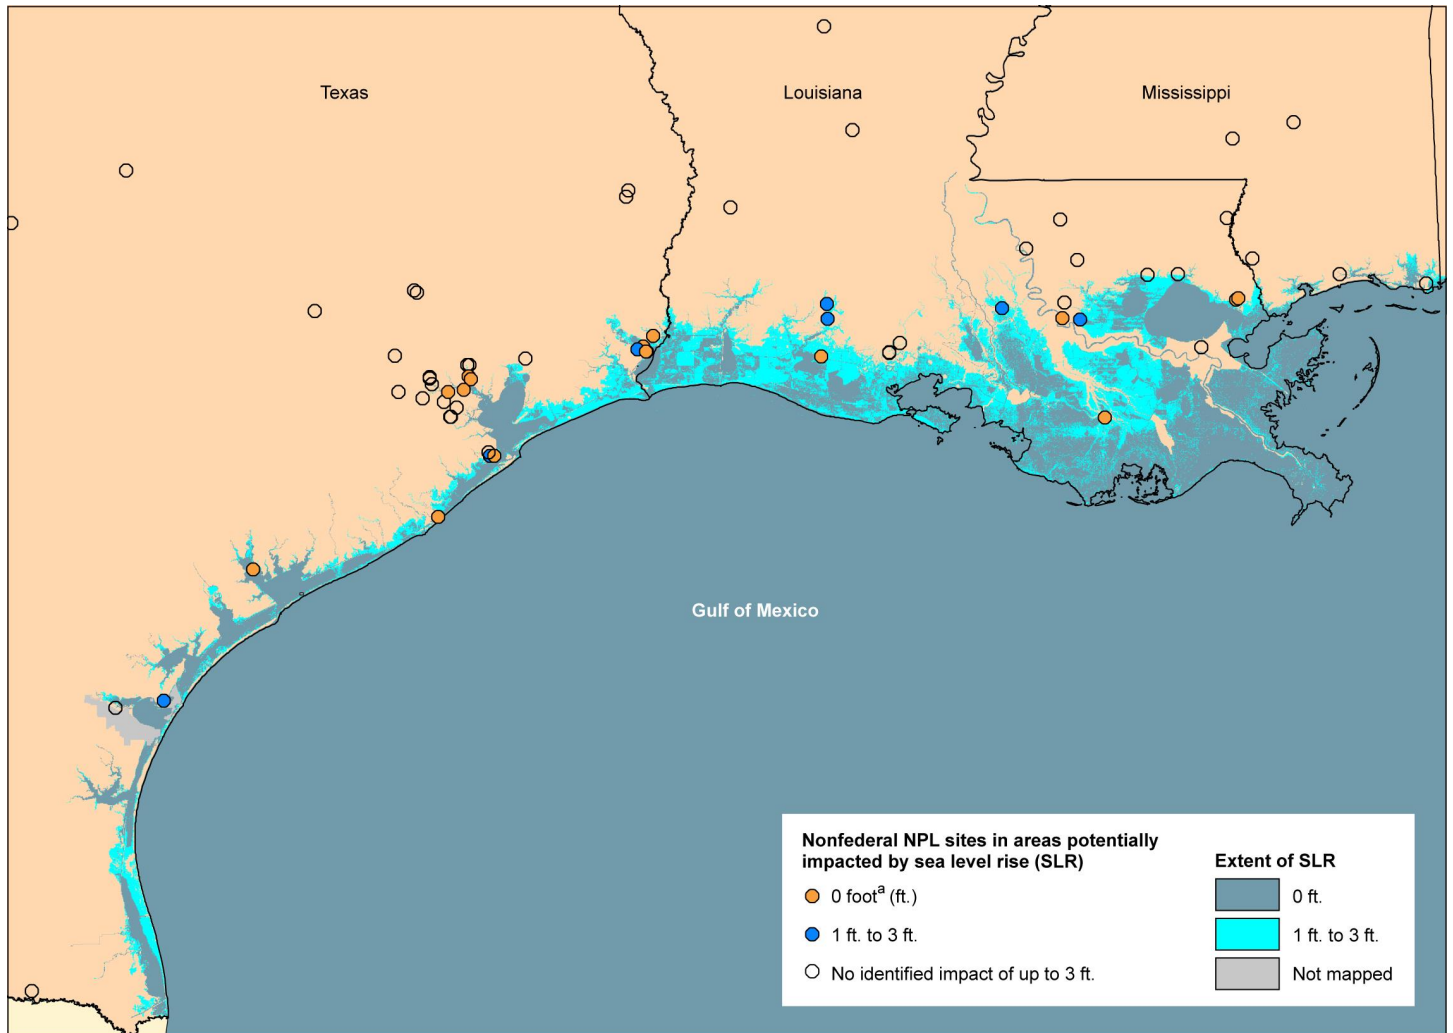 Texas
Louisiana
Mississippi
Gulf of Mexico
Nonfederal NPL sites in areas potentially
impacted by sea level rise (SLR)
0 footᵃ (ft.)
1 ft. to 3 ft.
No identified impact of up to 3 ft.
Extent of SLR
0 ft.
1 ft. to 3 ft.
Not mapped